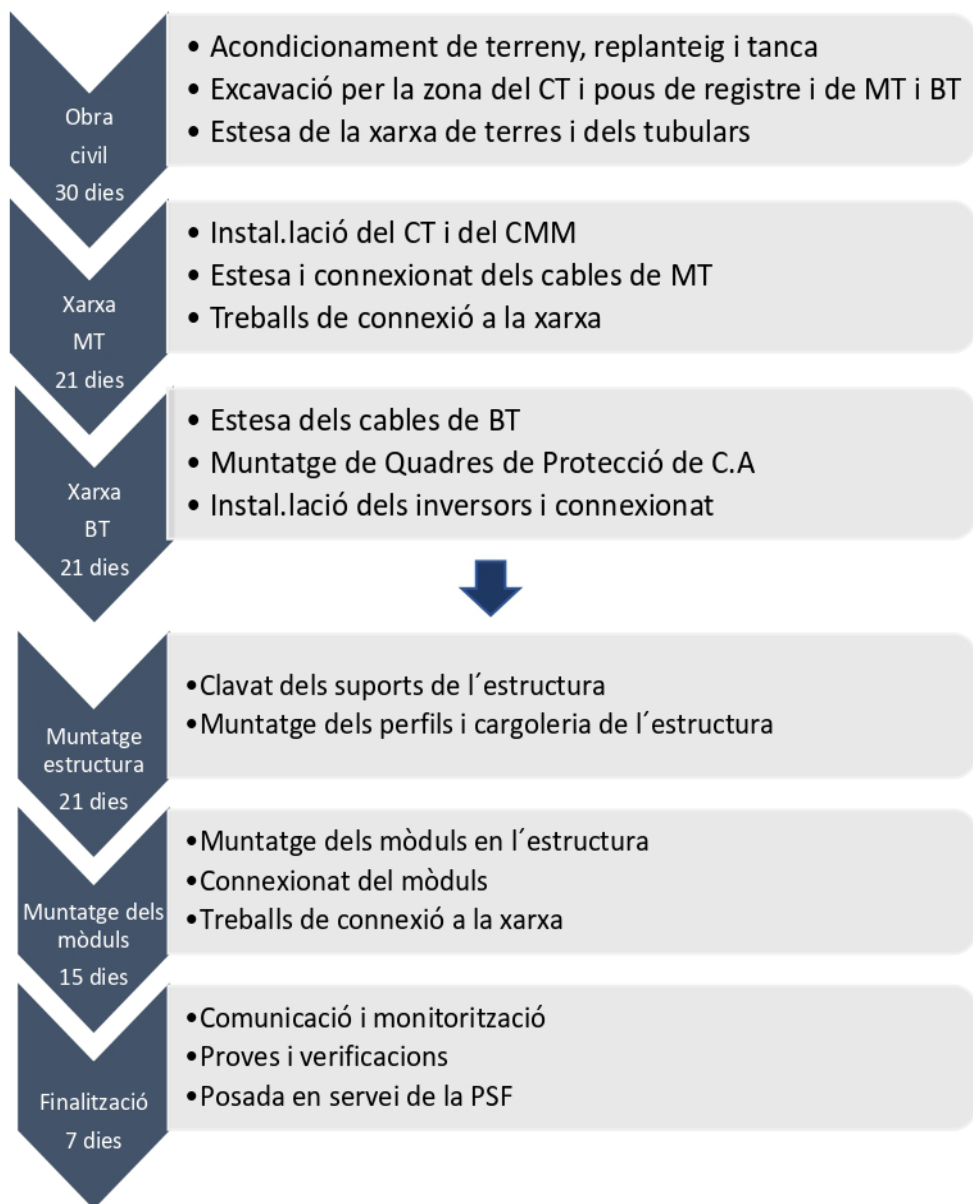 Obra
civil
30 dies
• Acondicionament de terreny, replanteig i tanca
• Excavació per la zona del CT i pous de registre i de MT i BT
• Estesa de la xarxa de terres i dels tubulars
Xarxa
MT
21 dies
• Instal.lació del CT i del CMM
• Estesa i connexionat dels cables de MT
• Treballs de connexió a la xarxa
Xarxa
BT
21 dies
• Estesa dels cables de BT
• Muntatge de Quadres de Protecció de C.A
• Instal.lació dels inversors i connexionat
Muntatge
estructura
21 dies
•Clavat dels suports de l´estructura
•Muntatge dels perfils i cargoleria de l´estructura
Muntatge dels
mòduls
15 dies
•Muntatge dels mòduls en l´estructura
•Connexionat del mòduls
•Treballs de connexió a la xarxa
Finalització
7 dies
•Comunicació i monitorització
•Proves i verificacions
•Posada en servei de la PSF